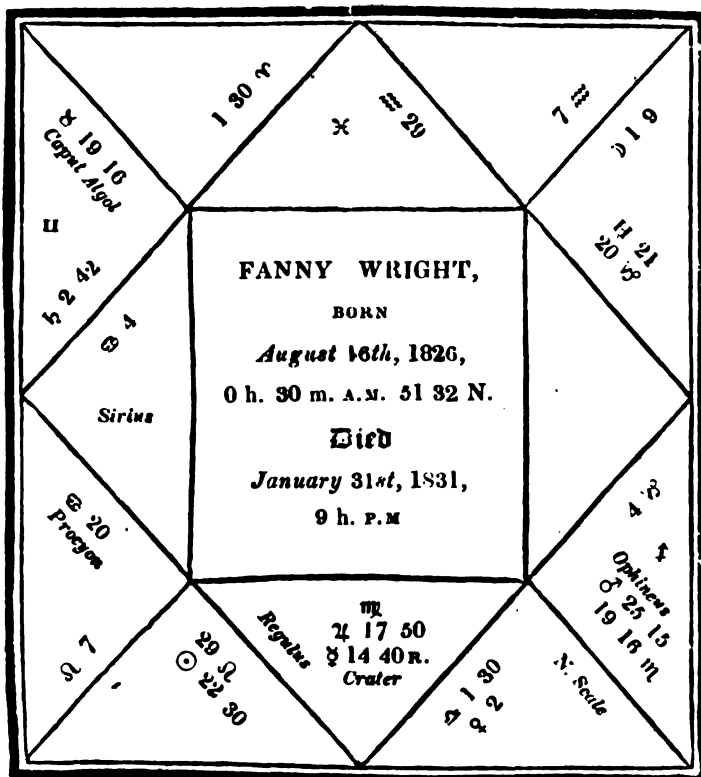 1 30 ♈
♓
♒ 29
7 ♒
☽ 1 9
♅ 21
20 ♑
♉ 19 16
Caput Algol
♊
♄ 2 42
♋ 4
Sirius
FANNY WRIGHT,
BORN
August 16th, 1826,
0 h. 30 m. A.M. 51 32 N.
Died
January 31st, 1831,
9 h. P.M
♋ 20
Procyon
♌ 7
29 ♌
☉ 22 30
Regulus
♍
♃ 17 50
☿ 14 40 R.
Crater
♎ 1 30
♀ 2
N. Scale
4 ♑
♐
Ophineus
♂ 25 15
19 16 ♏